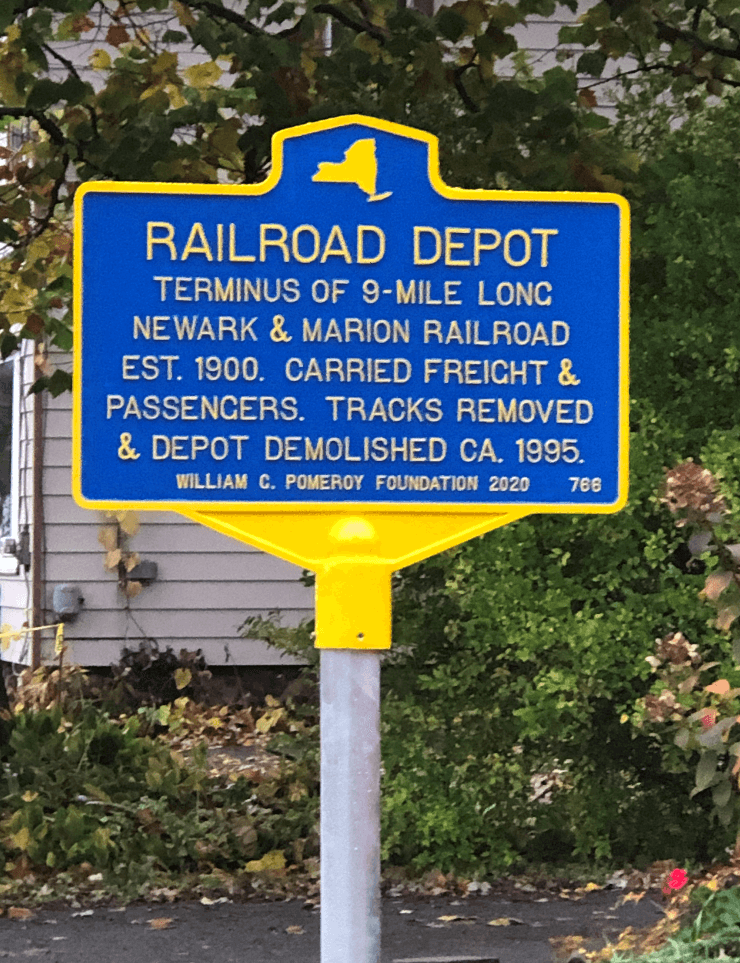 RAILROAD DEPOT
TERMINUS OF 9-MILE LONG
NEWARK & MARION RAILROAD
EST. 1900. CARRIED FREIGHT &
PASSENGERS. TRACKS REMOVED
& DEPOT DEMOLISHED CA. 1995.
WILLIAM G. POMEROY FOUNDATION 2020 766